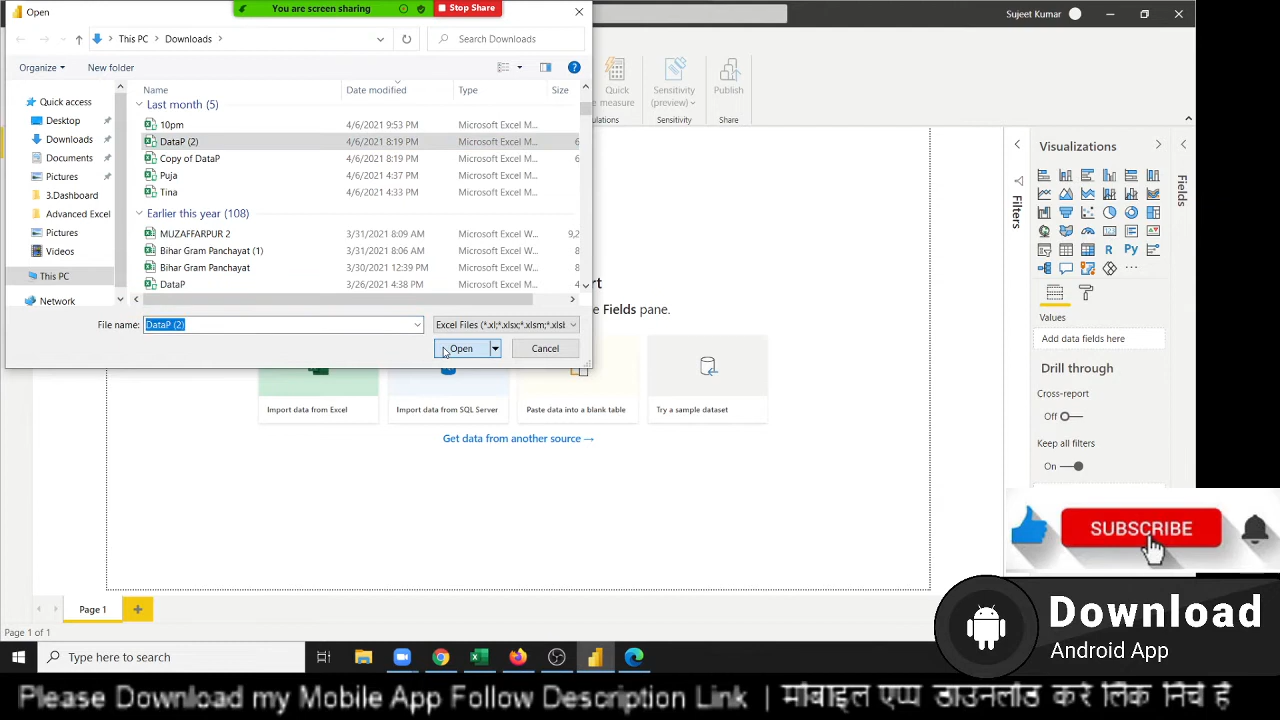 Open
You are screen sharing
Stop Share
Sujeet Kumar
This PC
Downloads
Search Downloads
Organize
New folder
Quick measure
Sensitivity (preview)
Publish
ulations
Sensitivity
Share
Quick access
Desktop
Downloads
Documents
Pictures
3.Dashboard
Advanced Excel
Pictures
Videos
This PC
Network
Name
Date modified
Type
Size
Last month (5)
10pm 4/6/2021 9:53 PM Microsoft Excel M...
DataP (2) 4/6/2021 8:19 PM Microsoft Excel M... 6
Copy of DataP 4/6/2021 8:19 PM Microsoft Excel M... 6
Puja 4/6/2021 4:37 PM Microsoft Excel M...
Tina 4/6/2021 4:33 PM Microsoft Excel M...
Earlier this year (108)
MUZAFFARPUR 2 3/31/2021 8:09 AM Microsoft Excel W... 9,2
Bihar Gram Panchayat (1) 3/31/2021 8:06 AM Microsoft Excel W... 8
Bihar Gram Panchayat 3/30/2021 12:39 PM Microsoft Excel W... 8
DataP 3/26/2021 4:38 PM Microsoft Excel M... 4
File name:
DataP (2)
Excel Files (*.xl;*.xlsx;*.xlsm;*.xlsl
Open
Cancel
rt
e Fields pane.
Import data from Excel
Import data from SQL Server
Paste data into a blank table
Try a sample dataset
Get data from another source →
Filters
Visualizations
Fields
R
Py
Values
Add data fields here
Drill through
Cross-report
Off
Keep all filters
On
SUBSCRIBE
Download
Android App
Page 1
Page 1 of 1
Type here to search
Please Download my Mobile App Follow Description Link | मोबाइल एप्प डाउनलोड करे लिंक निचे है